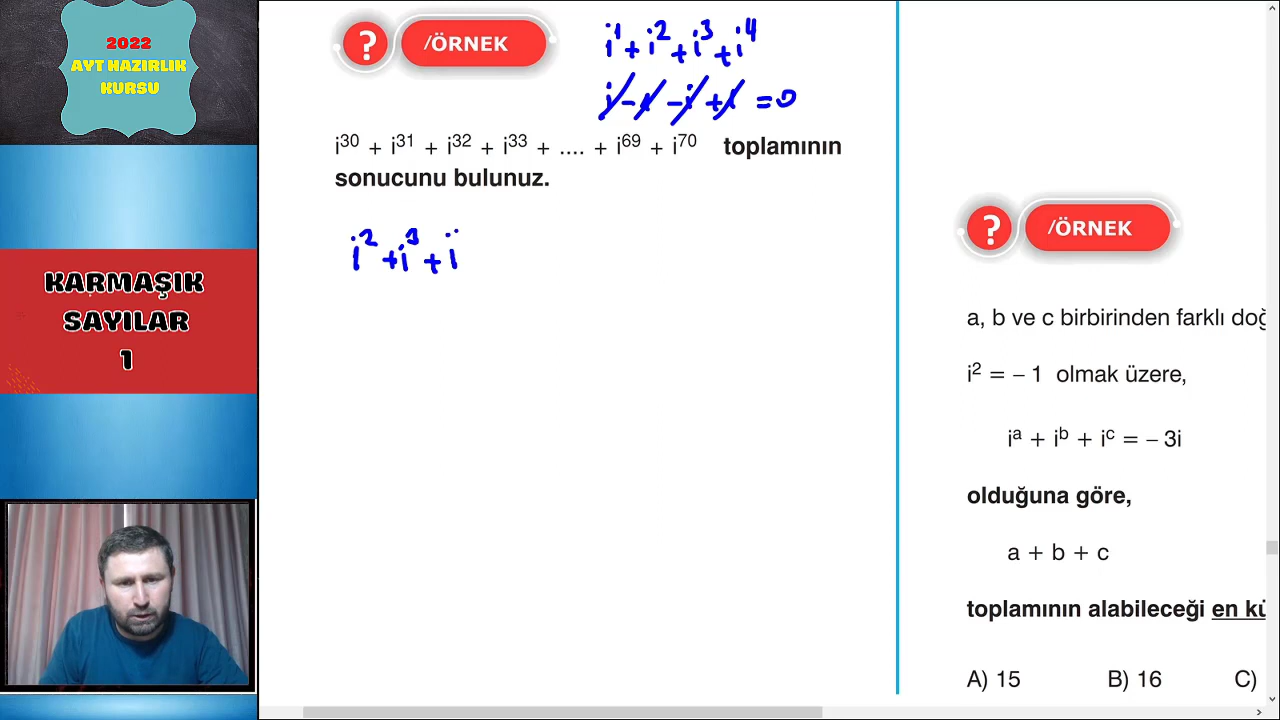 2022
AYT HAZIRLIK
KURSU
KARMAŞIK
SAYILAR
1
? /ÖRNEK
i¹ + i² + i³ + i⁴
i - 1 - i + 1 = 0
i³⁰ + i³¹ + i³² + i³³ + .... + i⁶⁹ + i⁷⁰ toplamının
sonucunu bulunuz.
i² + i³ + i
? /ÖRNEK
a, b ve c birbirinden farklı doğ
i² = – 1 olmak üzere,
iᵃ + iᵇ + iᶜ = – 3i
olduğuna göre,
a + b + c
toplamının alabileceği en kü
A) 15 B) 16 C)